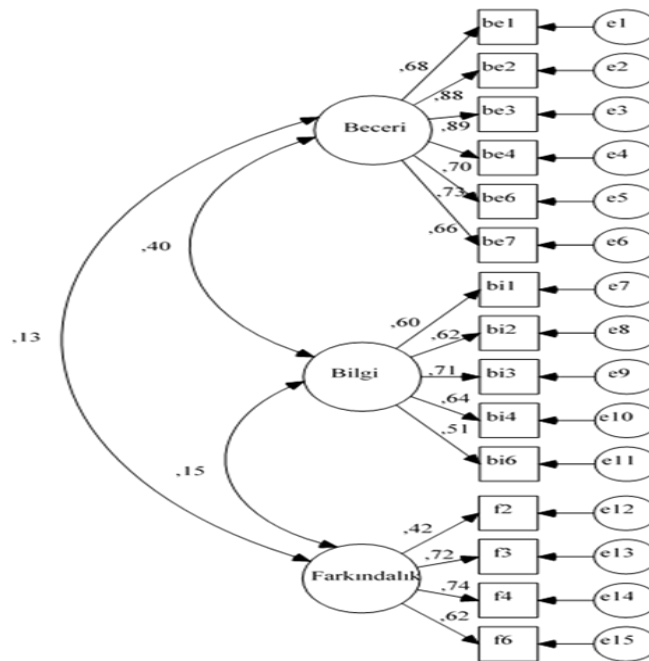 be1 e1
,68
be2 e2
,88
be3 e3
Beceri ,89
be4 e4
,70
be6 e5
,73
be7 e6
,66
,40
bi1 e7
,60
bi2 e8
,62
,13
bi3 e9
Bilgi ,71
bi4 e10
,64
bi6 e11
,51
,15
f2 e12
,42
f3 e13
,72
Farkındalık
f4 e14
,74
f6 e15
,62